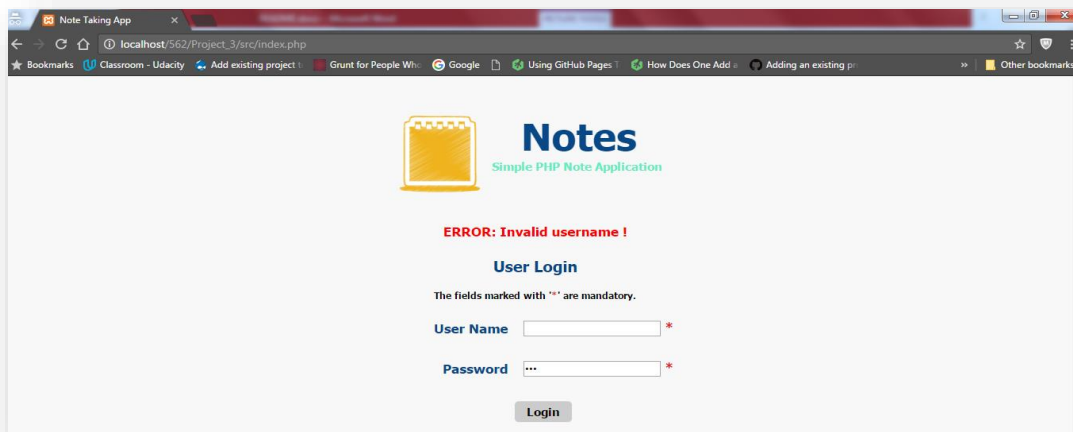 Note Taking App
localhost/562/Project_3/src/index.php
Bookmarks Classroom - Udacity Add existing project t Grunt for People Who Google Using GitHub Pages T How Does One Add a Adding an existing pr » Other bookmarks
Notes
Simple PHP Note Application
ERROR: Invalid username !
User Login
The fields marked with '*' are mandatory.
User Name *
Password *
Login